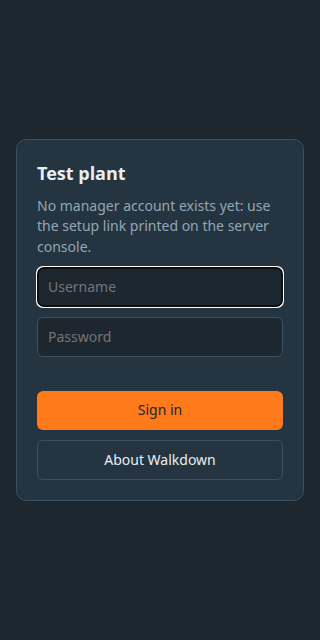 Test plant
No manager account exists yet: use
the setup link printed on the server
console.
Username
Password
Sign in
About Walkdown